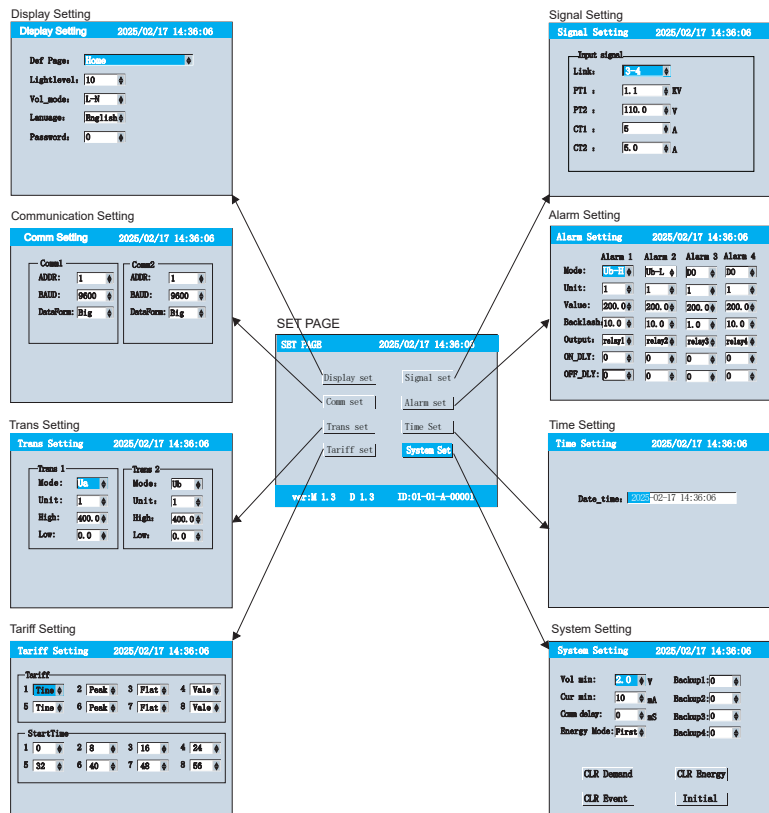 Display Setting
Display Setting 2025/02/17 14:36:06
Def Page: Home
Lightlevel: 10
Vol_mode: L-N
Lanuage: English
Password: 0
Signal Setting
Signal Setting 2025/02/17 14:36:06
Input signal
Link: 3-4
PT1 : 1.1 KV
PT2 : 110.0 V
CT1 : 5 A
CT2 : 5.0 A
Communication Setting
Comm Setting 2025/02/17 14:36:06
Comm1 Comm2
ADDR: 1 ADDR: 1
BAUD: 9600 BAUD: 9600
DataForm: Big DataForm: Big
Alarm Setting
Alarm Setting 2025/02/17 14:36:06
Alarm 1 Alarm 2 Alarm 3 Alarm 4
Mode: Ub-H Ub-L DO DO
Unit: 1 1 1 1
Value: 200.0 200.0 200.0 200.0
Backlash: 10.0 10.0 1.0 10.0
Output: relay1 relay2 relay3 relay4
ON_DLY: 0 0 0 0
OFF_DLY: 0 0 0 0
SET PAGE
SET PAGE 2025/02/17 14:36:06
Display set Signal set
Comm set Alarm set
Trans set Time Set
Tariff set System Set
ver:M 1.3 D 1.3 ID:01-01-A-00001
Trans Setting
Trans Setting 2025/02/17 14:36:06
Trans 1 Trans 2
Mode: Ua Mode: Ub
Unit: 1 Unit: 1
High: 400.0 High: 400.0
Low: 0.0 Low: 0.0
Time Setting
Time Setting 2025/02/17 14:36:06
Date_time: 2025-02-17 14:36:06
Tariff Setting
Tariff Setting 2025/02/17 14:36:06
Tariff
1 Tine 2 Peak 3 Flat 4 Vale
5 Tine 6 Peak 7 Flat 8 Vale
StartTime
1 0 2 8 3 16 4 24
5 32 6 40 7 48 8 56
System Setting
System Setting 2025/02/17 14:36:06
Vol min: 2.0 V Backup1: 0
Cur min: 10 mA Backup2: 0
Comm delay: 0 mS Backup3: 0
Energy Mode: First Backup4: 0
CLR Demand CLR Energy
CLR Event Initial